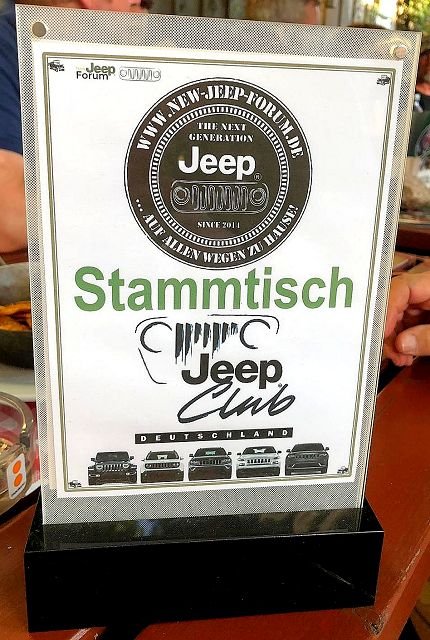 Jeep
Forum
WWW.NEW-JEEP-FORUM.DE
THE NEXT
GENERATION
Jeep®
SINCE 2014
... AUF ALLEN WEGEN ZU HAUSE!
Stammtisch
Jeep
Club
DEUTSCHLAND
8